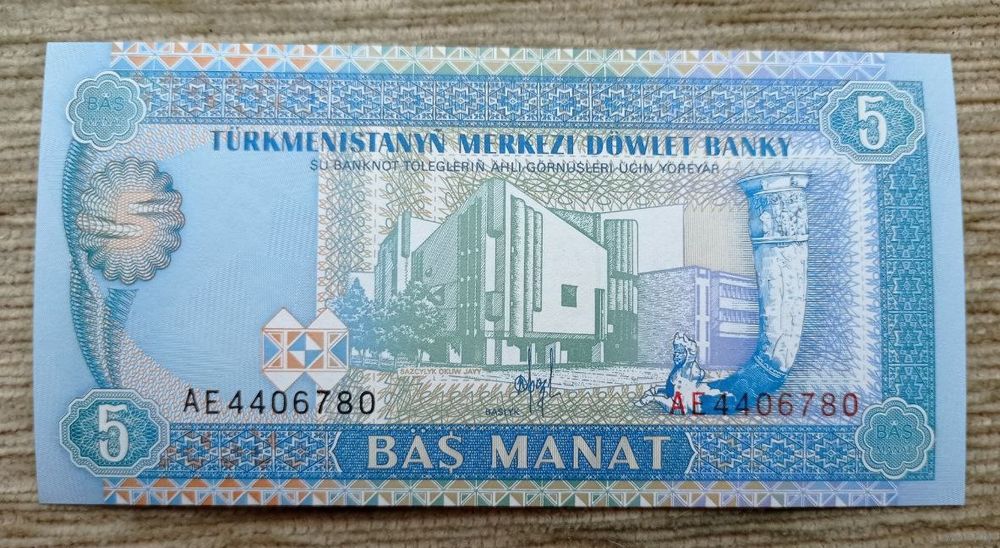 BÄŞ
5
TÜRKMENISTANYŇ MERKEZI DÖWLET BANKY
ŞU BANKNOT TÖLEGLERIŇ ÄHLI GÖRNÜŞLERI ÜÇIN ÝÖREÝÄR
SAZÇYLYK OKUW JAÝY
BAŞLYK
AE4406780
AE4406780
5
BÄŞ MANAT
BÄŞ